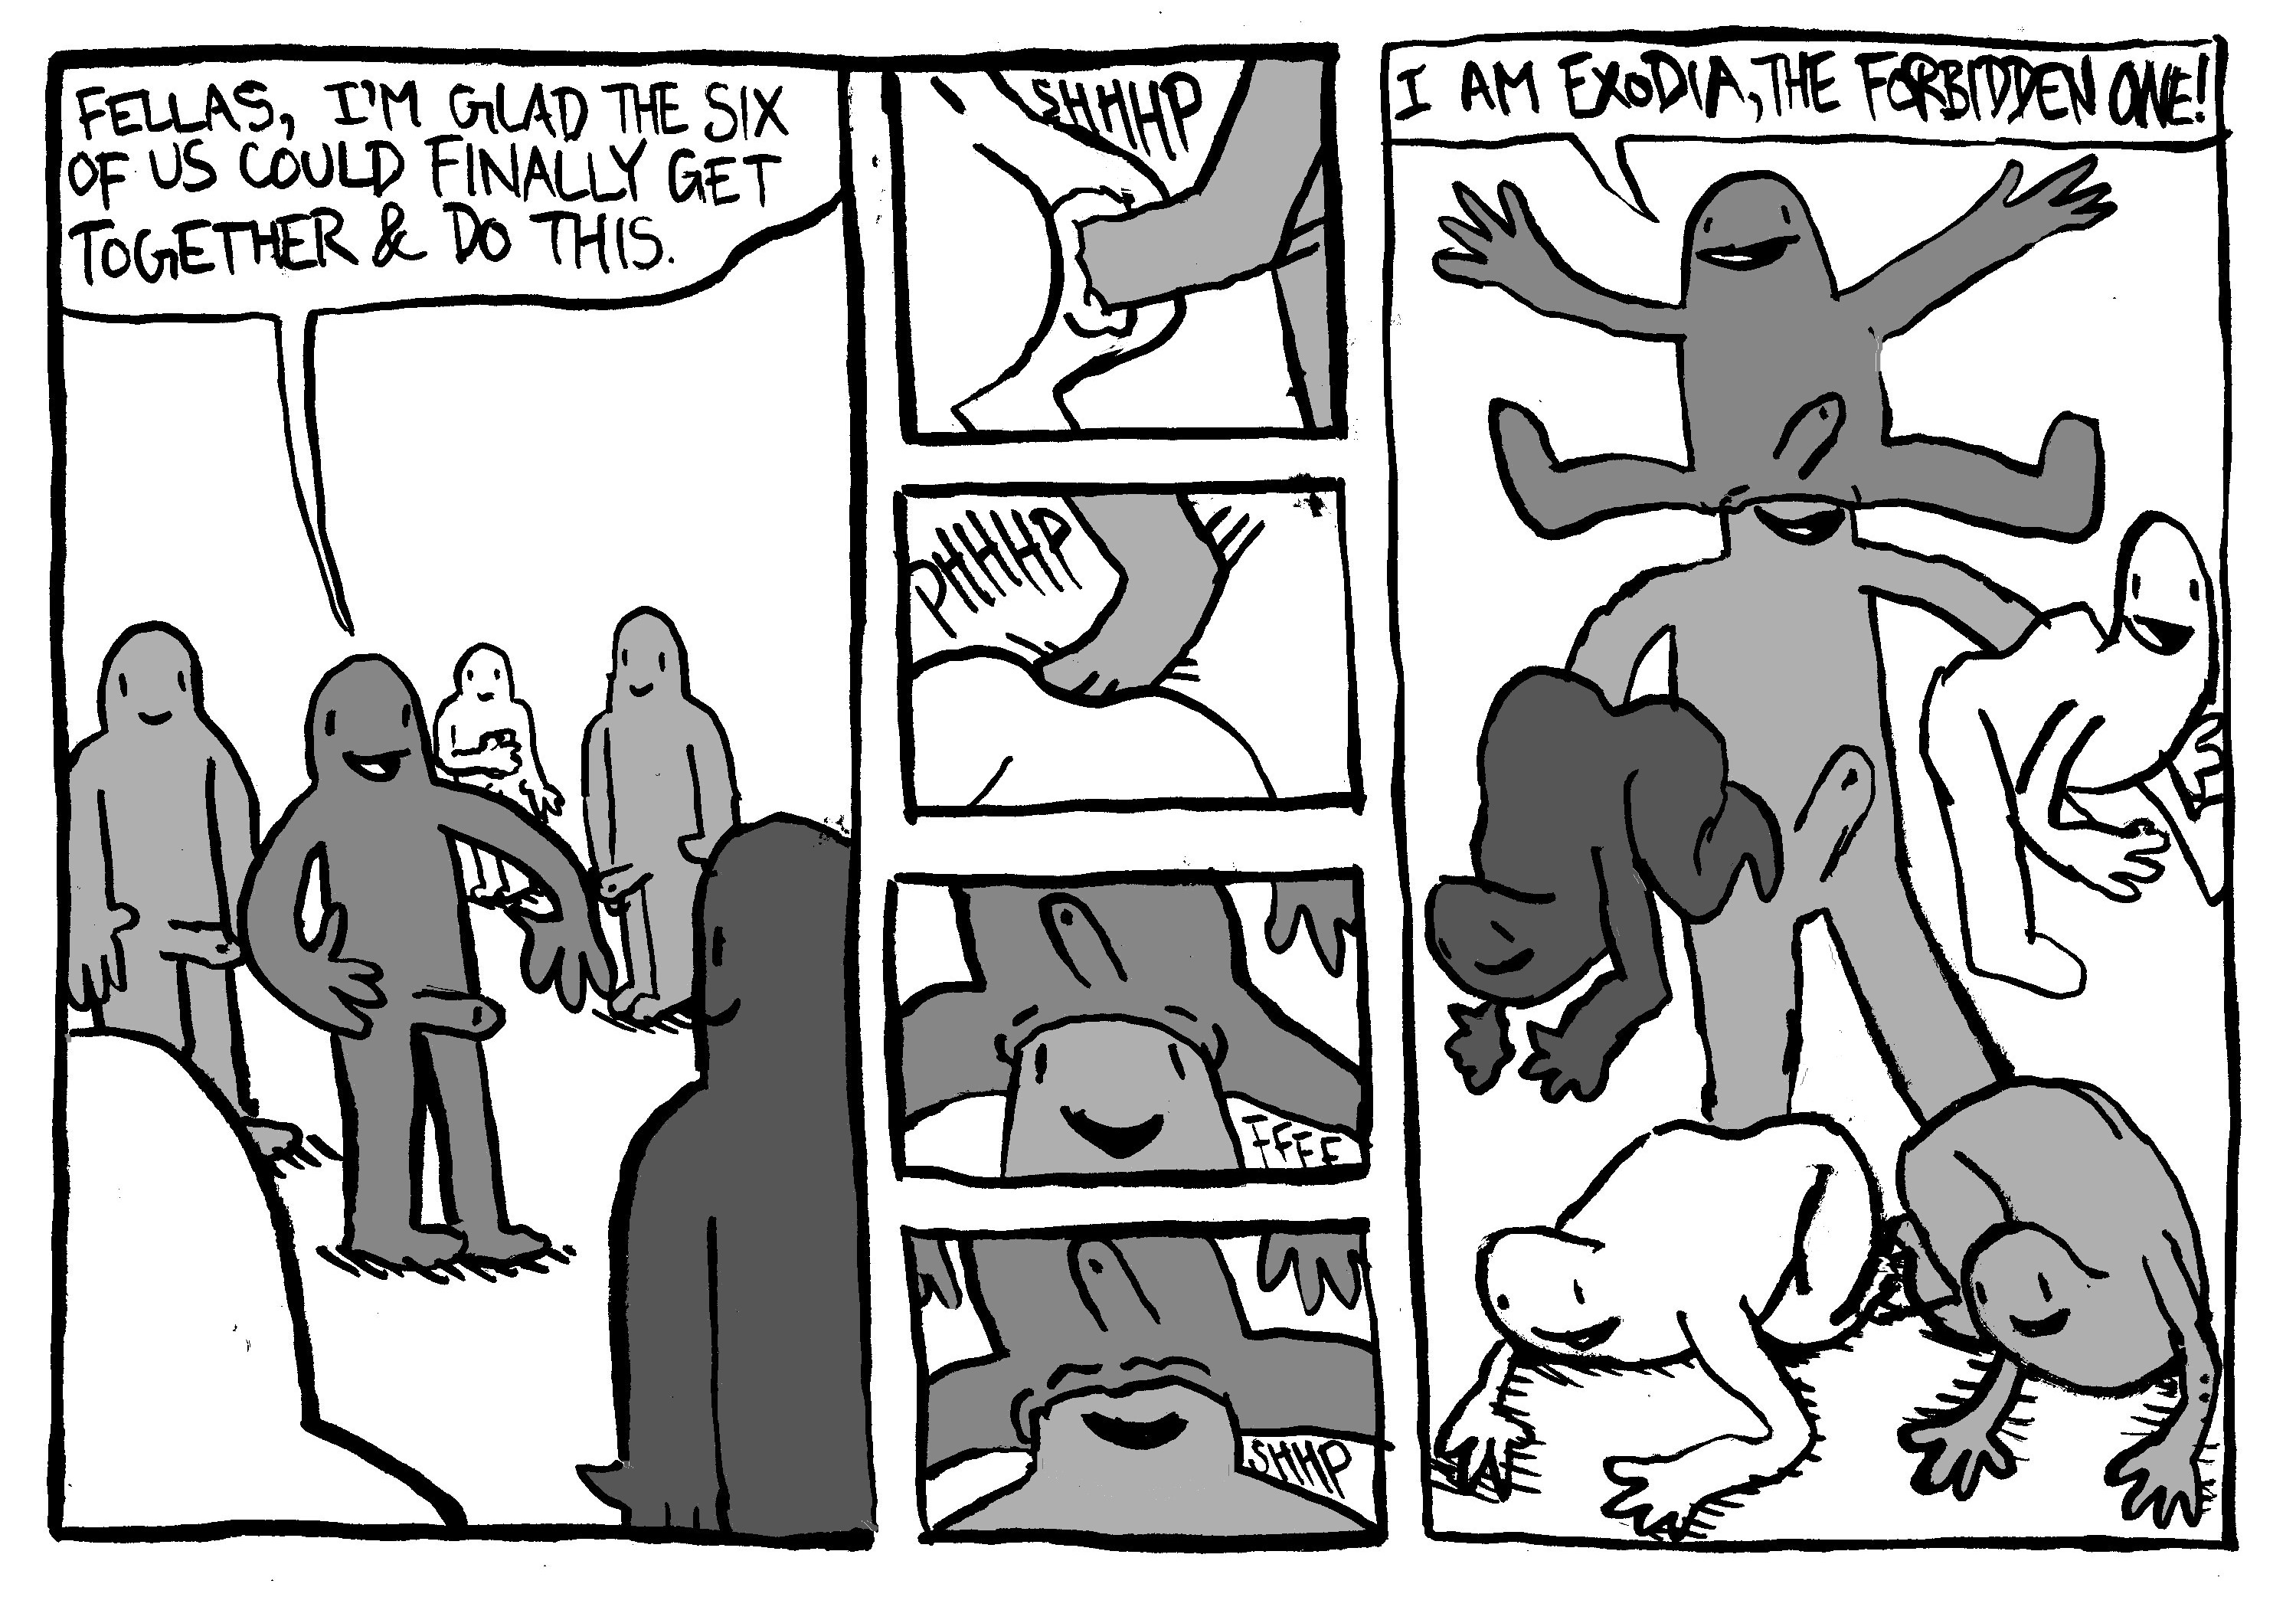 FELLAS, I'M GLAD THE SIX
OF US COULD FINALLY GET
TOGETHER & DO THIS.
SHHHP
PHHHHP
FFFF
SHHP
I AM EXODIA, THE FORBIDDEN ONE!